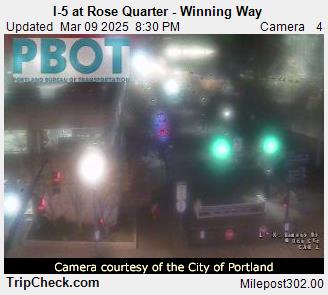 I-5 at Rose Quarter - Winning Way
Updated Mar 09 2025 8:30 PM Camera 4
PBOT
PORTLAND BUREAU OF TRANSPORTATION
Camera courtesy of the City of Portland
TripCheck.com Milepost302.00